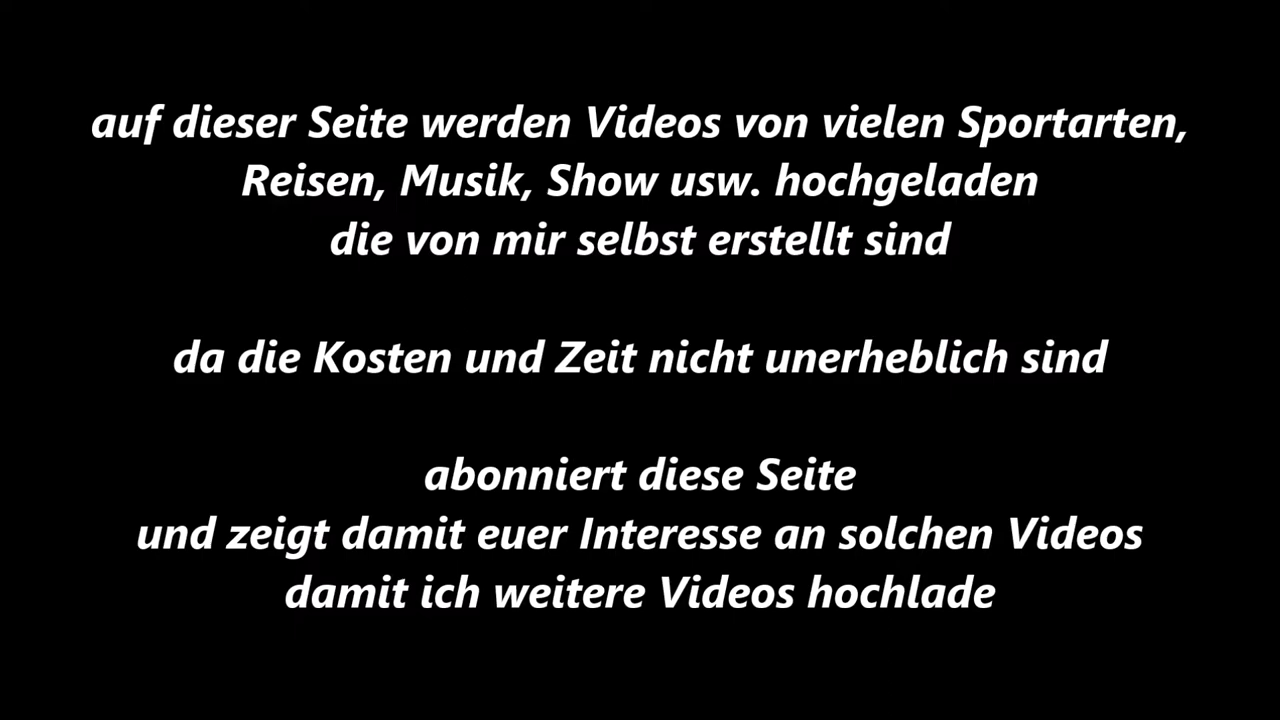 auf dieser Seite werden Videos von vielen Sportarten,
Reisen, Musik, Show usw. hochgeladen
die von mir selbst erstellt sind
da die Kosten und Zeit nicht unerheblich sind
abonniert diese Seite
und zeigt damit euer Interesse an solchen Videos
damit ich weitere Videos hochlade